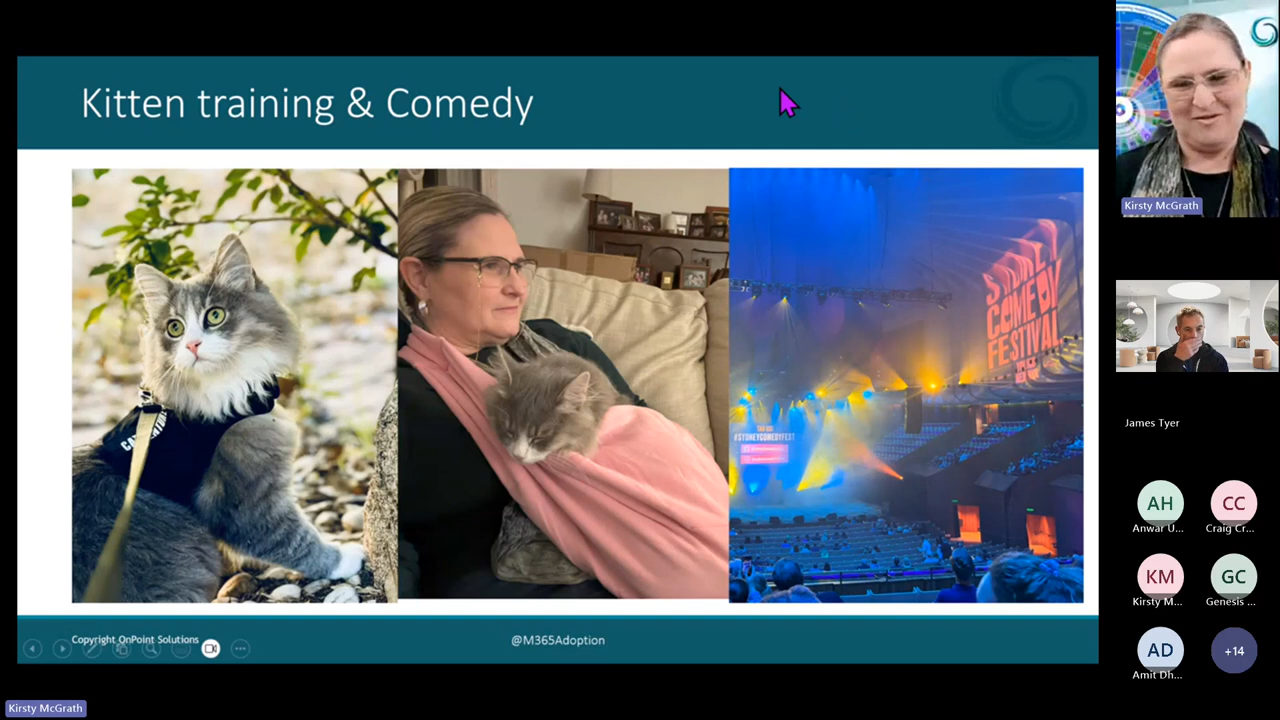 Kitten training & Comedy
SYDNEY
COMEDY
FESTIVAL
#SYDNEYCOMEDYFEST
Copyright OnPoint Solutions
@M365Adoption
Kirsty McGrath
James Tyer
AH
Anwar U...
CC
Craig Cr...
KM
Kirsty M...
GC
Genesis ...
AD
Amit Dh...
+14
Kirsty McGrath